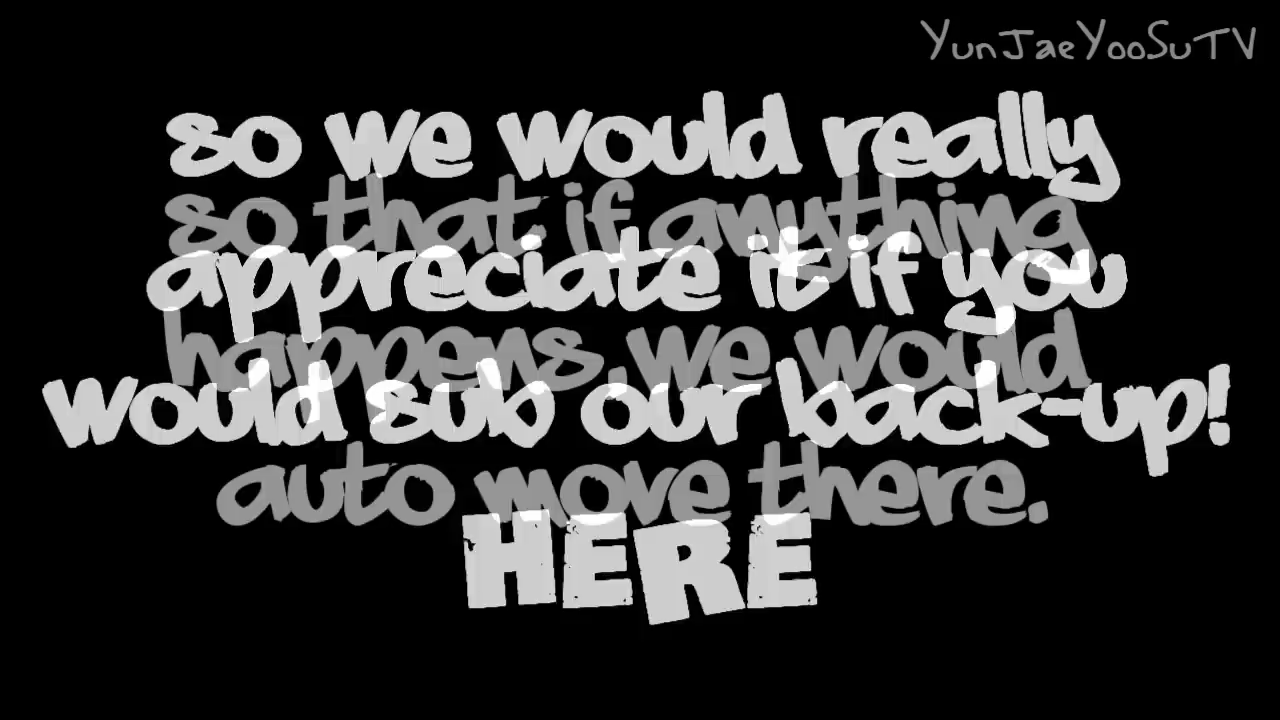 YunJaeYooSuTV
so we would really
so that if anything
appreciate it if you
happens, we would
would sub our back-up!
auto move there.
HERE